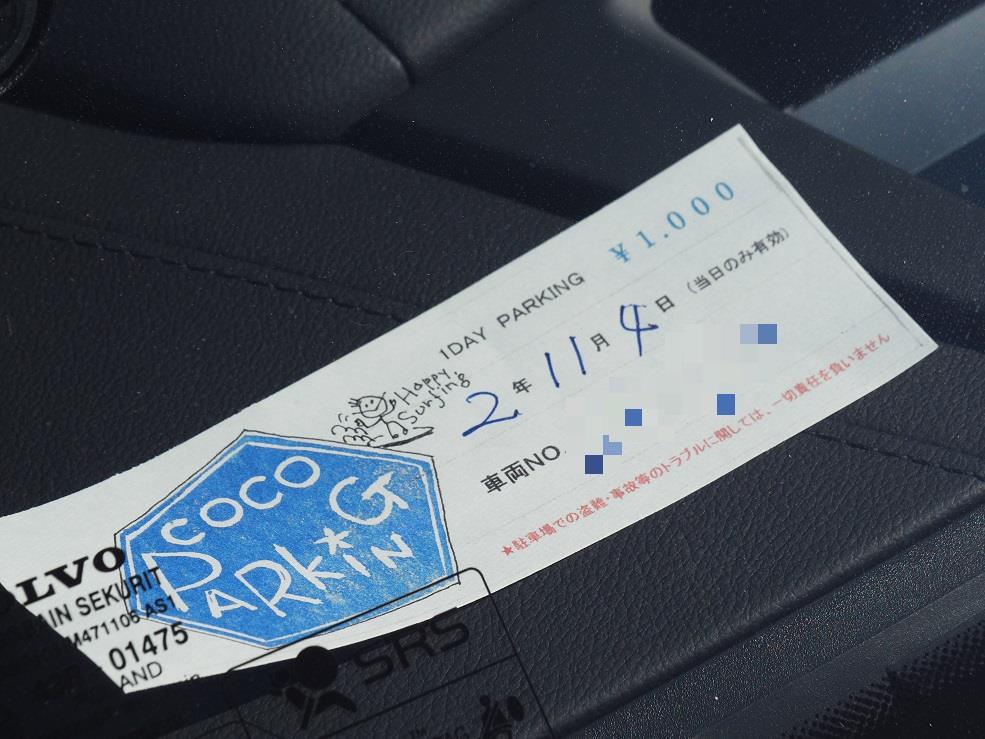 1DAY PARKING ¥1.000
2年 11月 4日 (当日のみ有効)
車両NO
★駐車場での盗難・事故等のトラブルに関しては、一切責任を負いません
Happy
Surfing
COCO
PARKiNG
LVO
AIN SEKURIT
M471106 AS1
01475
AND
SRS